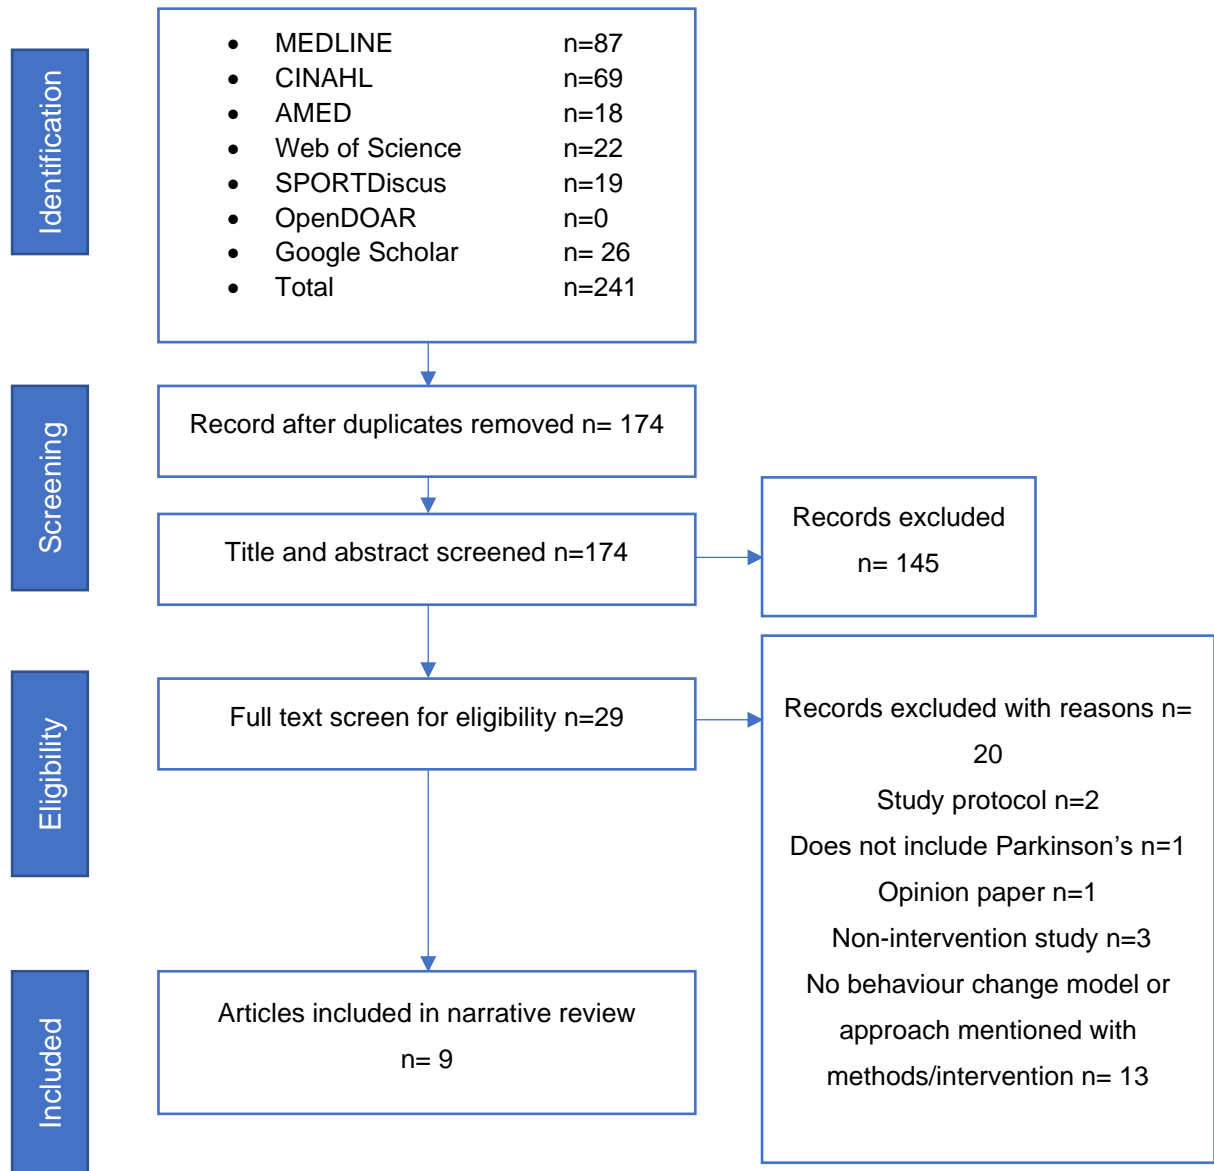 Identification
• MEDLINE n=87
• CINAHL n=69
• AMED n=18
• Web of Science n=22
• SPORTDiscus n=19
• OpenDOAR n=0
• Google Scholar n= 26
• Total n=241
Screening
Record after duplicates removed n= 174
Title and abstract screened n=174
Records excluded
n= 145
Eligibility
Full text screen for eligibility n=29
Records excluded with reasons n=
20
Study protocol n=2
Does not include Parkinson’s n=1
Opinion paper n=1
Non-intervention study n=3
No behaviour change model or
approach mentioned with
methods/intervention n= 13
Included
Articles included in narrative review
n= 9